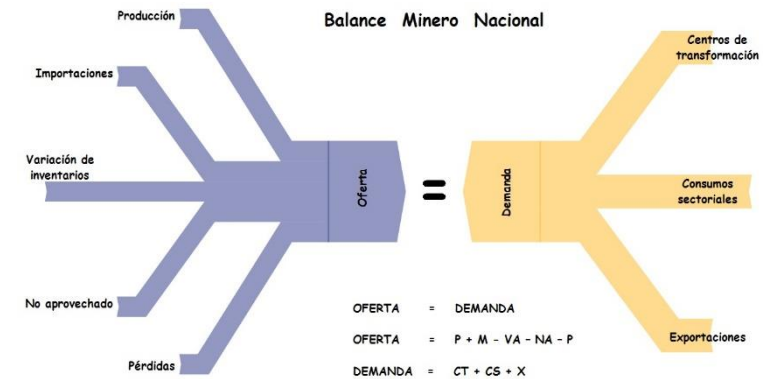 Balance Minero Nacional
Producción
Importaciones
Variación de
inventarios
No aprovechado
Pérdidas
Oferta
=
Demanda
Centros de
transformación
Consumos
sectoriales
Exportaciones
OFERTA = DEMANDA
OFERTA = P + M - VA - NA - P
DEMANDA = CT + CS + X